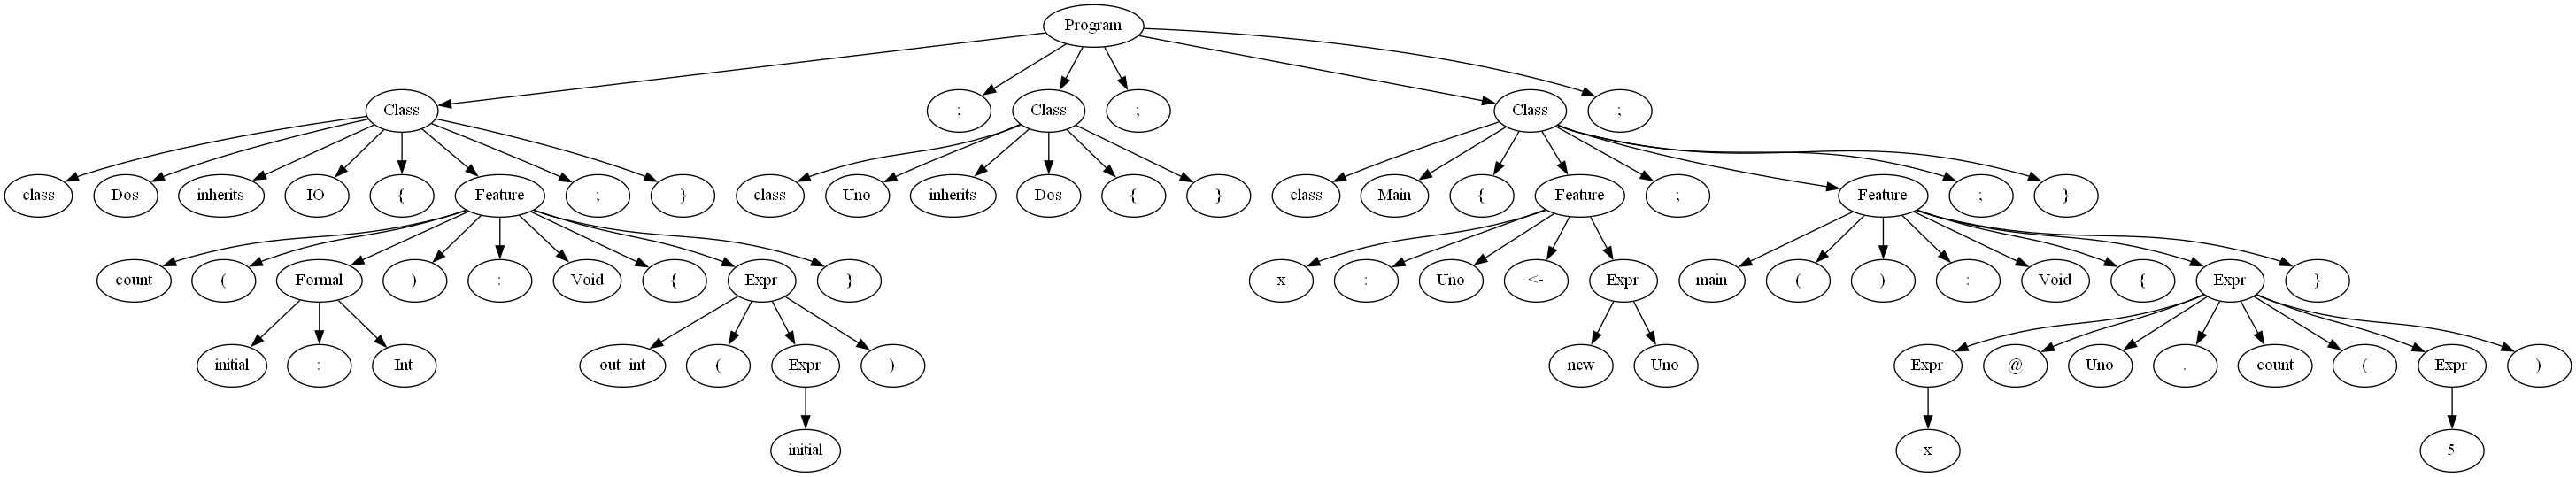 Program
Class ; Class ; Class ;
class Dos inherits IO { Feature ; } class Uno inherits Dos { } class Main { Feature ; Feature ; }
count ( Formal ) : Void { Expr } x : Uno <- Expr main ( ) : Void { Expr }
initial : Int out_int ( Expr ) new Uno Expr @ Uno . count ( Expr )
initial x 5